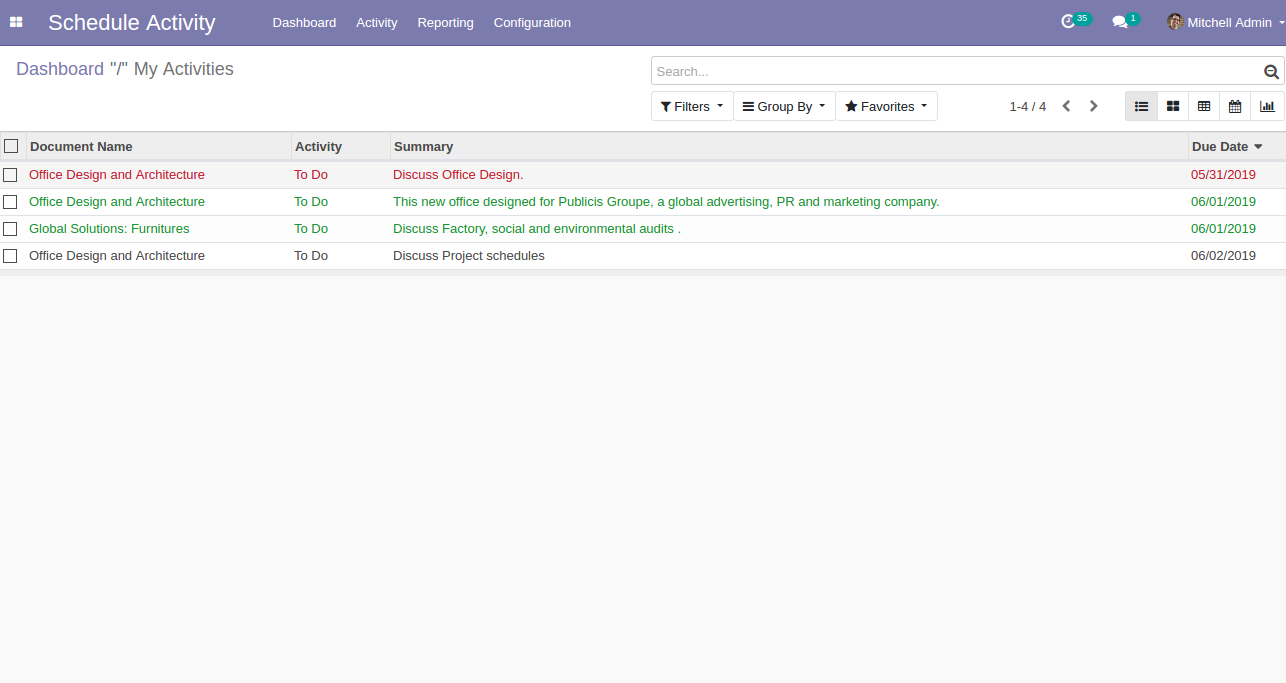 Schedule Activity Dashboard Activity Reporting Configuration 35 1 Mitchell Admin
Dashboard "/" My Activities
Search...
Filters Group By Favorites 1-4 / 4
Document Name Activity Summary Due Date
Office Design and Architecture To Do Discuss Office Design. 05/31/2019
Office Design and Architecture To Do This new office designed for Publicis Groupe, a global advertising, PR and marketing company. 06/01/2019
Global Solutions: Furnitures To Do Discuss Factory, social and environmental audits . 06/01/2019
Office Design and Architecture To Do Discuss Project schedules 06/02/2019